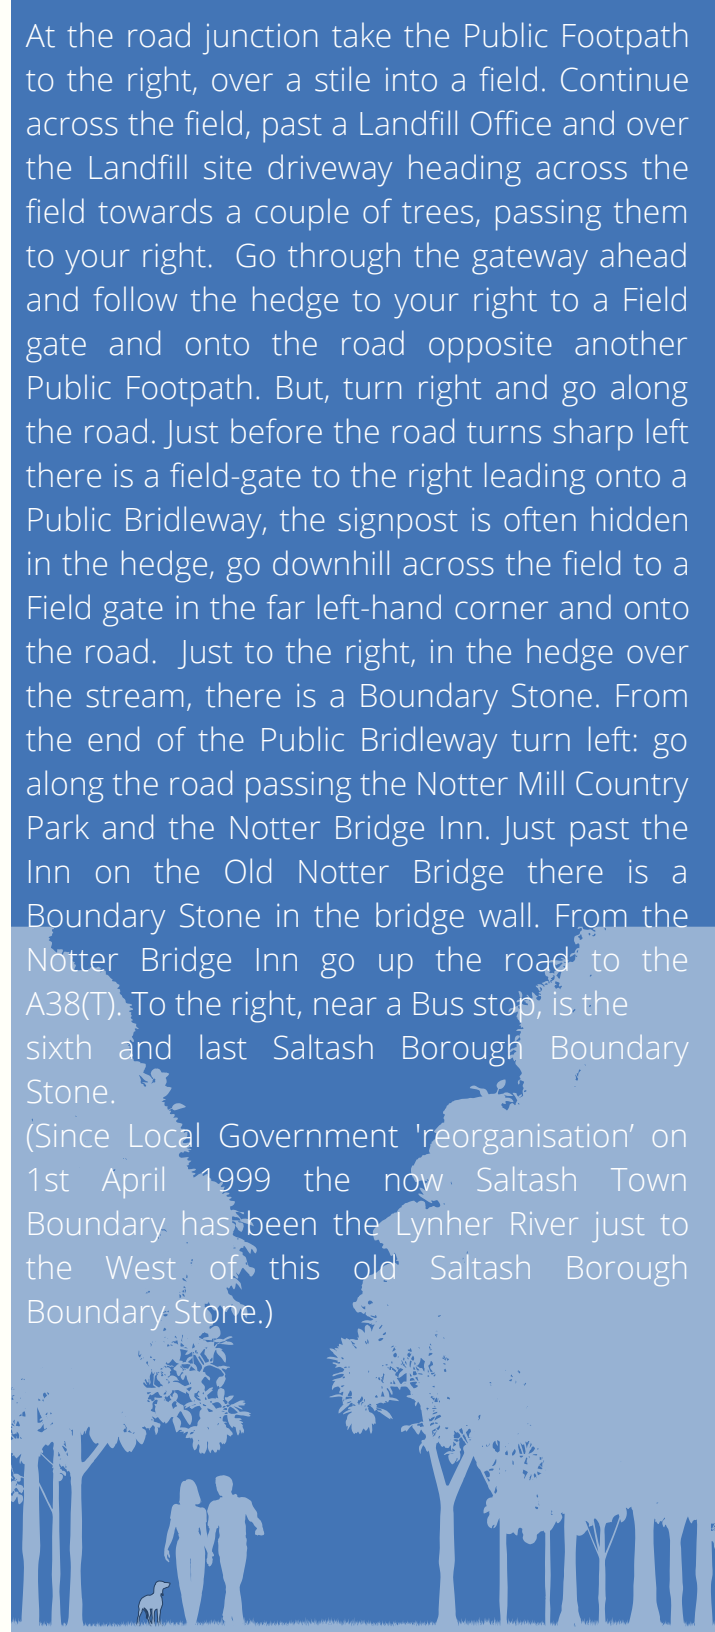 At the road junction take the Public Footpath
to the right, over a stile into a field. Continue
across the field, past a Landfill Office and over
the Landfill site driveway heading across the
field towards a couple of trees, passing them
to your right.  Go through the gateway ahead
and follow the hedge to your right to a Field
gate and onto the road opposite another
Public Footpath. But, turn right and go along
the road. Just before the road turns sharp left
there is a field-gate to the right leading onto a
Public Bridleway, the signpost is often hidden
in the hedge, go downhill across the field to a
Field gate in the far left-hand corner and onto
the road.  Just to the right, in the hedge over
the stream, there is a Boundary Stone. From
the end of the Public Bridleway turn left: go
along the road passing the Notter Mill Country
Park and the Notter Bridge Inn. Just past the
Inn on the Old Notter Bridge there is a
Boundary Stone in the bridge wall. From the
Notter Bridge Inn go up the road to the
A38(T). To the right, near a Bus stop, is the
sixth and last Saltash Borough Boundary
Stone.
(Since Local Government 'reorganisation’ on
1st April 1999 the now Saltash Town
Boundary has been the Lynher River just to
the West of this old Saltash Borough
Boundary Stone.)